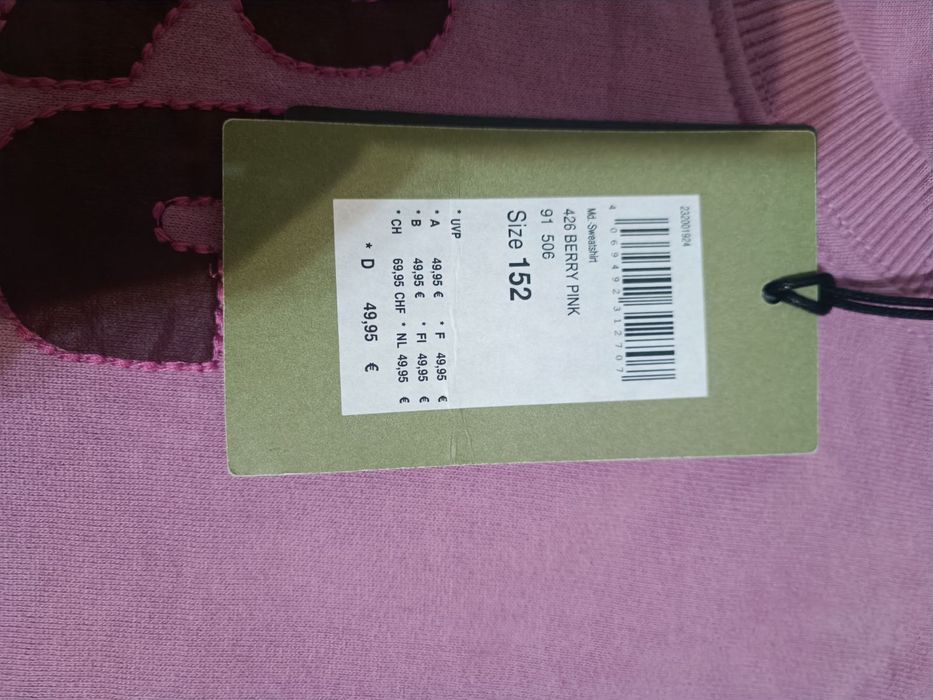 232001924
4 069492 312707
Md.-Sweatshirt
426 BERRY PINK
91 506
Size 152
* UVP
* A 49,95 € * F 49,95 €
* B 49,95 € * FI 49,95 €
* CH 69,95 CHF * NL 49,95 €
* D 49,95 €